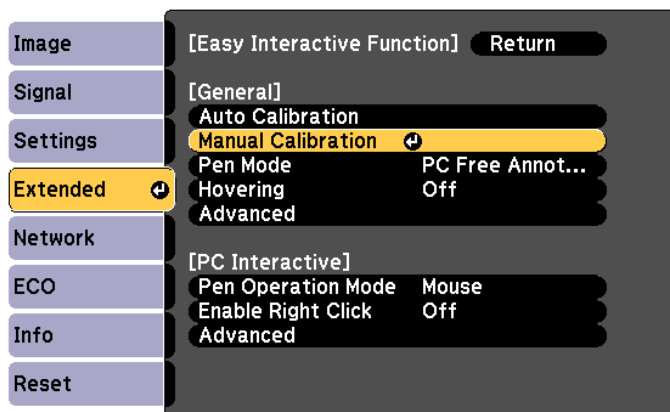 Image
Signal
Settings
Extended
Network
ECO
Info
Reset
[Easy Interactive Function] Return
[General]
Auto Calibration
Manual Calibration
Pen Mode PC Free Annot...
Hovering Off
Advanced
[PC Interactive]
Pen Operation Mode Mouse
Enable Right Click Off
Advanced